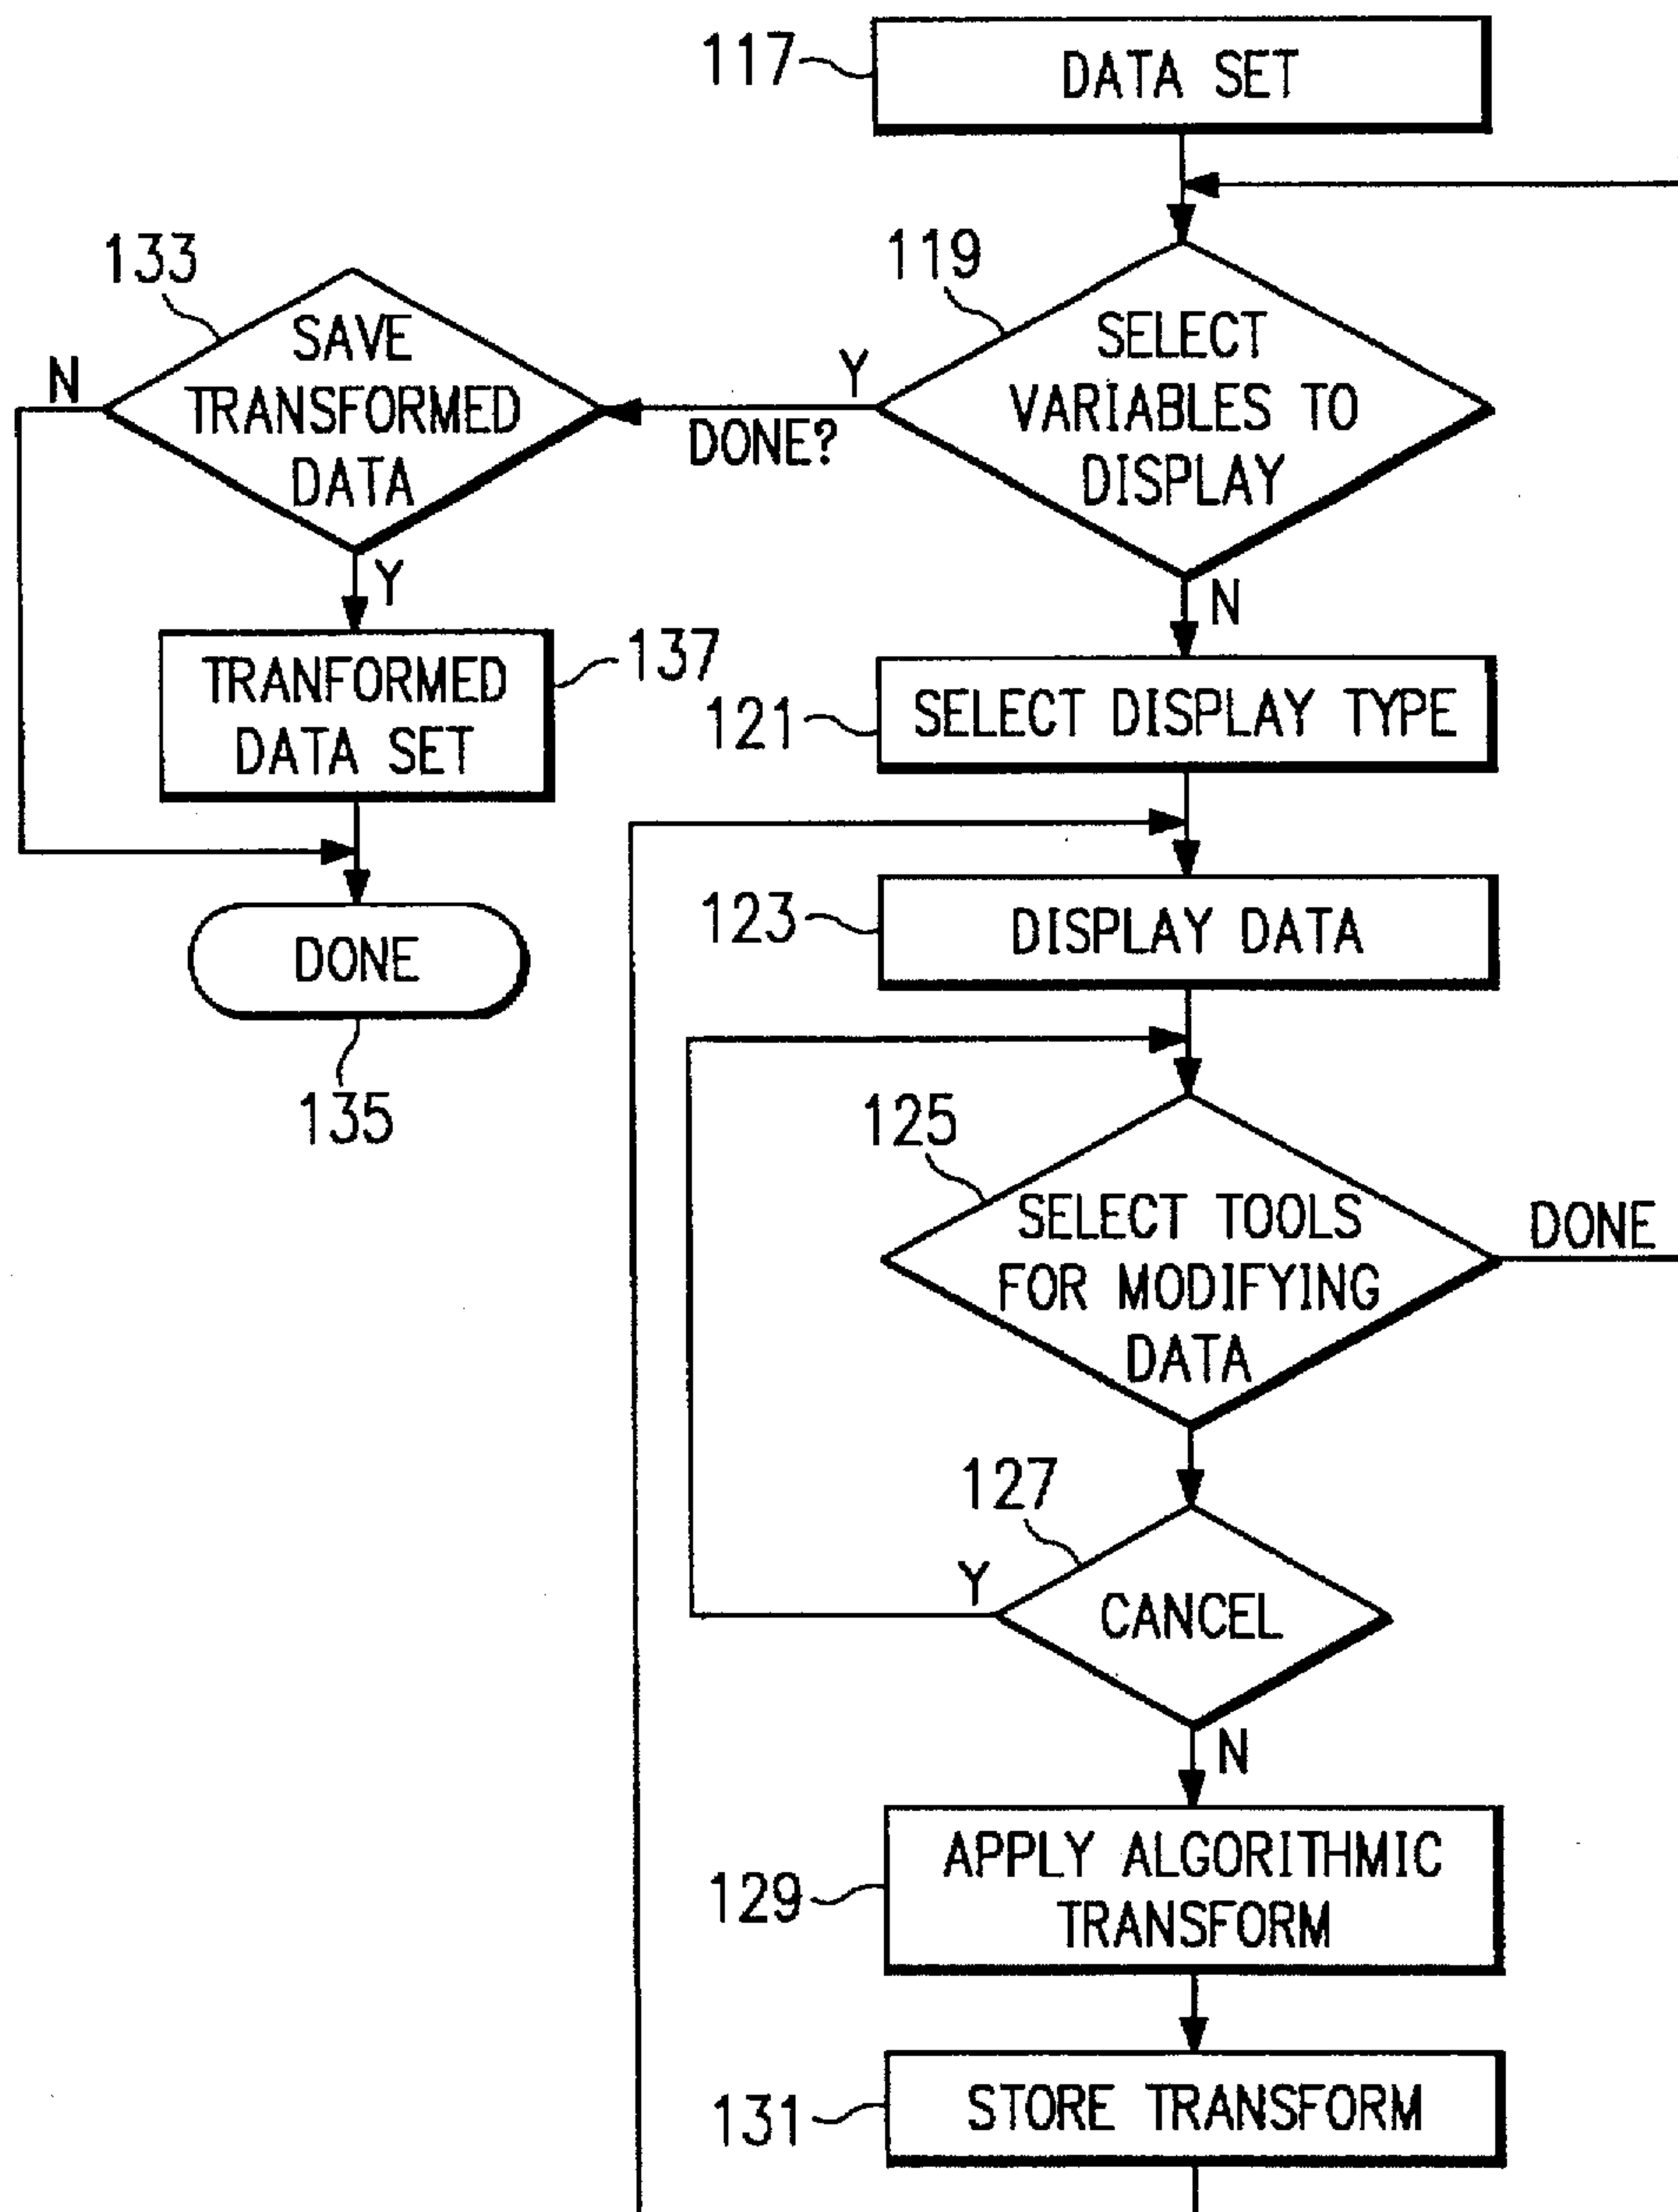 117
DATA SET
119
SELECT
VARIABLES TO
DISPLAY
Y
DONE?
N
133
SAVE
TRANSFORMED
DATA
N
Y
TRANFORMED
DATA SET
137
DONE
135
121
SELECT DISPLAY TYPE
123
DISPLAY DATA
125
SELECT TOOLS
FOR MODIFYING
DATA
DONE
127
CANCEL
Y
N
129
APPLY ALGORITHMIC
TRANSFORM
131
STORE TRANSFORM